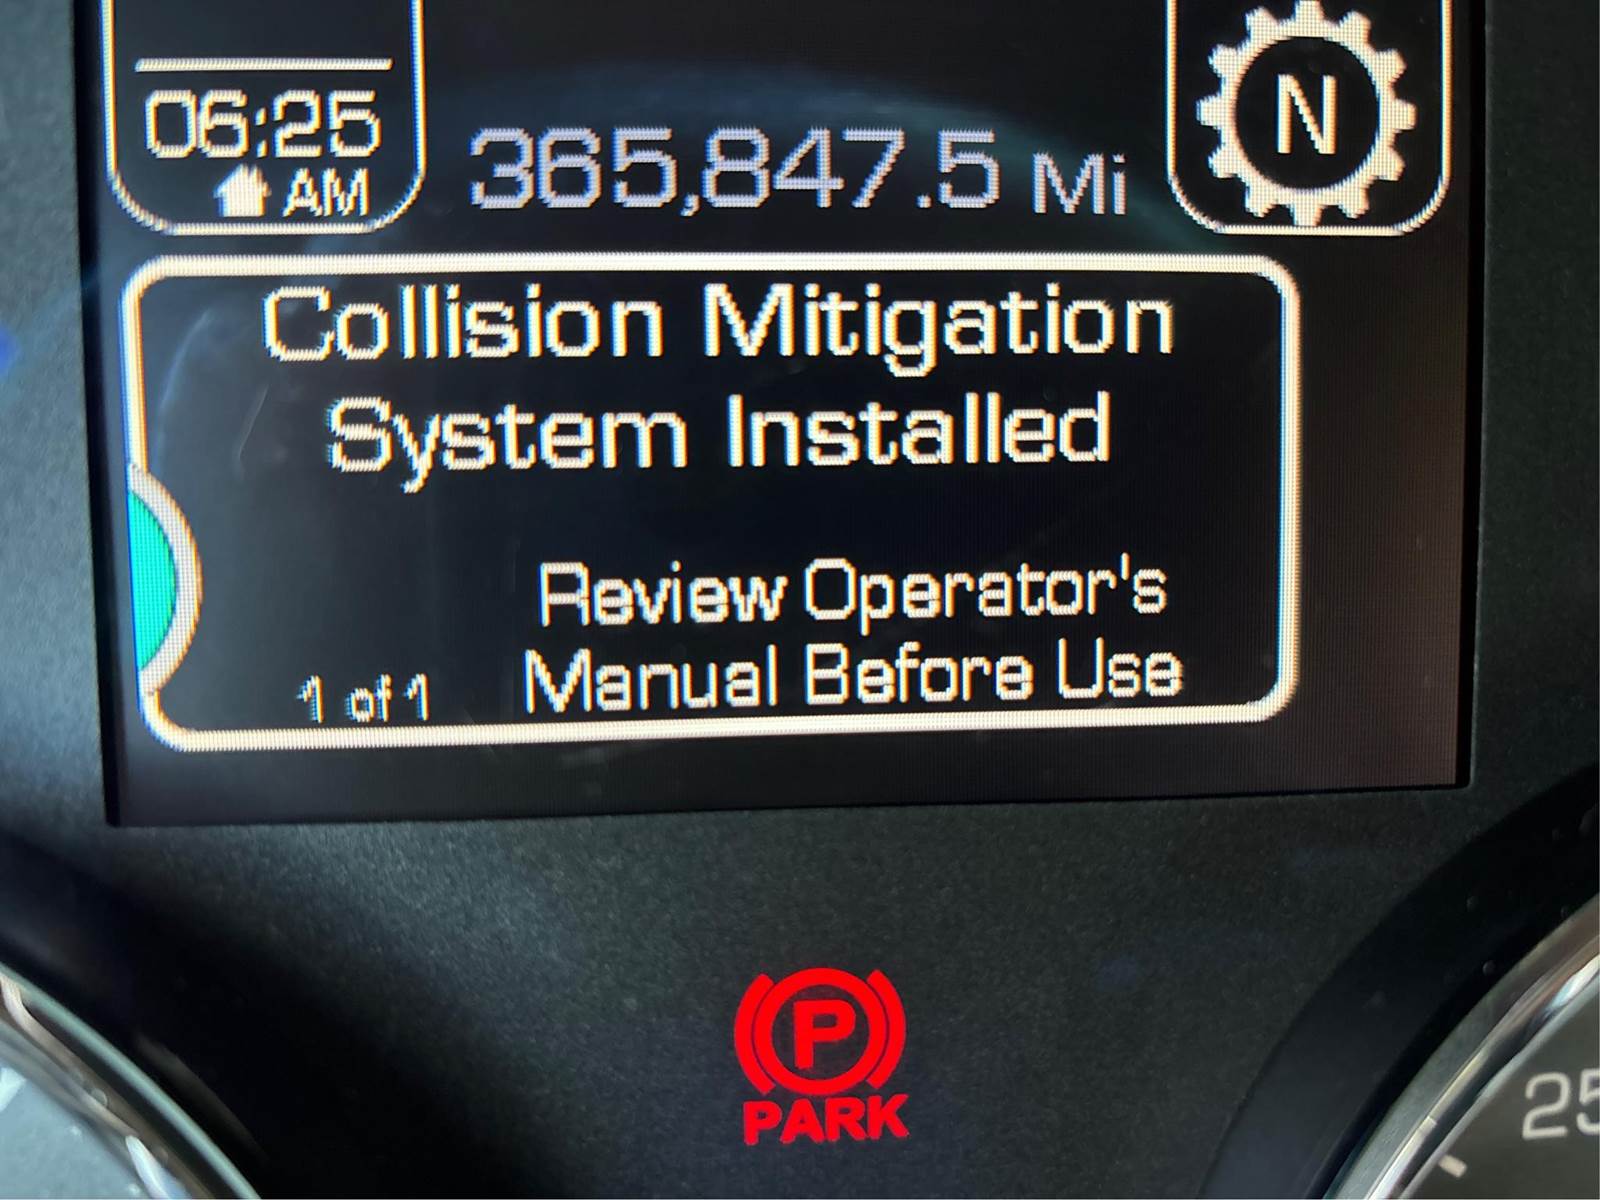 06:25
AM
365,847.5 Mi
N
Collision Mitigation
System Installed
Review Operator's
Manual Before Use
1 of 1
P
PARK
25